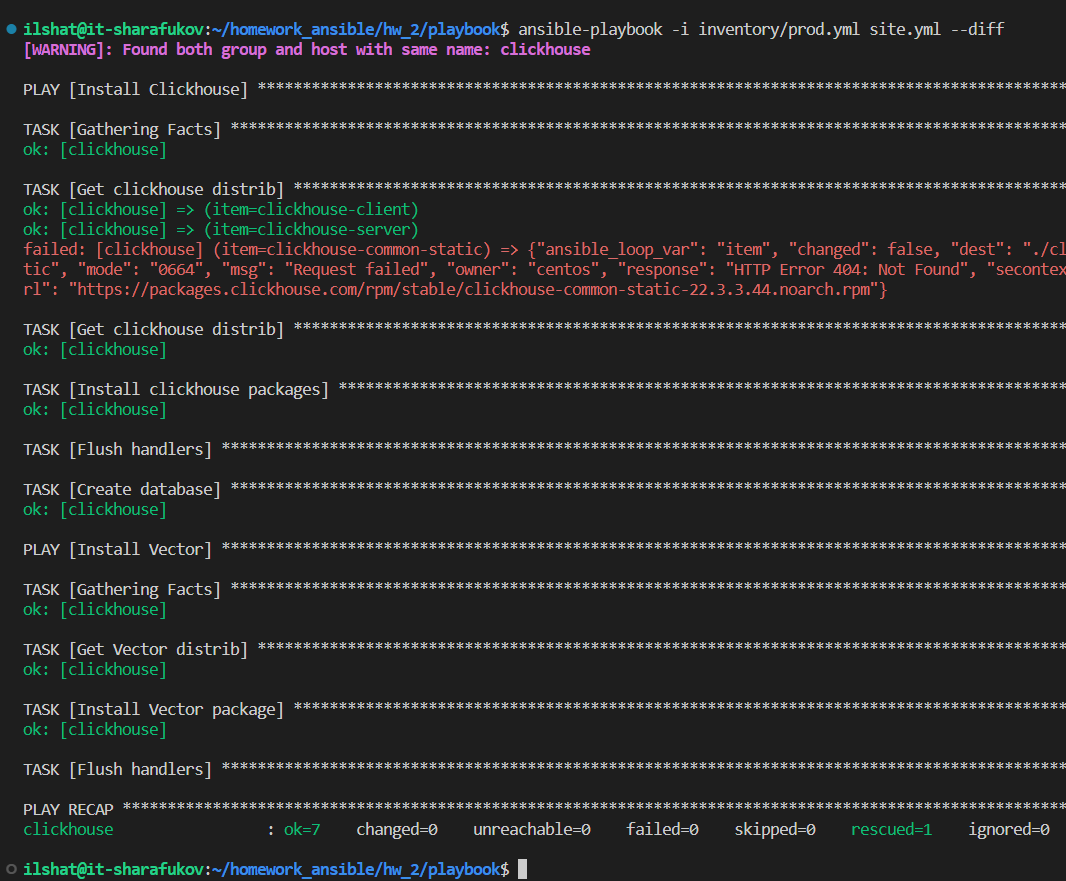 ilshat@it-sharafukov:~/homework_ansible/hw_2/playbook$ ansible-playbook -i inventory/prod.yml site.yml --diff
[WARNING]: Found both group and host with same name: clickhouse
PLAY [Install Clickhouse] ******************************************************************************************
TASK [Gathering Facts] *********************************************************************************************
ok: [clickhouse]
TASK [Get clickhouse distrib] **************************************************************************************
ok: [clickhouse] => (item=clickhouse-client)
ok: [clickhouse] => (item=clickhouse-server)
failed: [clickhouse] (item=clickhouse-common-static) => {"ansible_loop_var": "item", "changed": false, "dest": "./cl
tic", "mode": "0664", "msg": "Request failed", "owner": "centos", "response": "HTTP Error 404: Not Found", "secontex
rl": "https://packages.clickhouse.com/rpm/stable/clickhouse-common-static-22.3.3.44.noarch.rpm"}
TASK [Get clickhouse distrib] **************************************************************************************
ok: [clickhouse]
TASK [Install clickhouse packages] *********************************************************************************
ok: [clickhouse]
TASK [Flush handlers] **********************************************************************************************
TASK [Create database] *********************************************************************************************
ok: [clickhouse]
PLAY [Install Vector] **********************************************************************************************
TASK [Gathering Facts] *********************************************************************************************
ok: [clickhouse]
TASK [Get Vector distrib] ******************************************************************************************
ok: [clickhouse]
TASK [Install Vector package] **************************************************************************************
ok: [clickhouse]
TASK [Flush handlers] **********************************************************************************************
PLAY RECAP *********************************************************************************************************
clickhouse                 : ok=7    changed=0    unreachable=0    failed=0    skipped=0    rescued=1    ignored=0
ilshat@it-sharafukov:~/homework_ansible/hw_2/playbook$